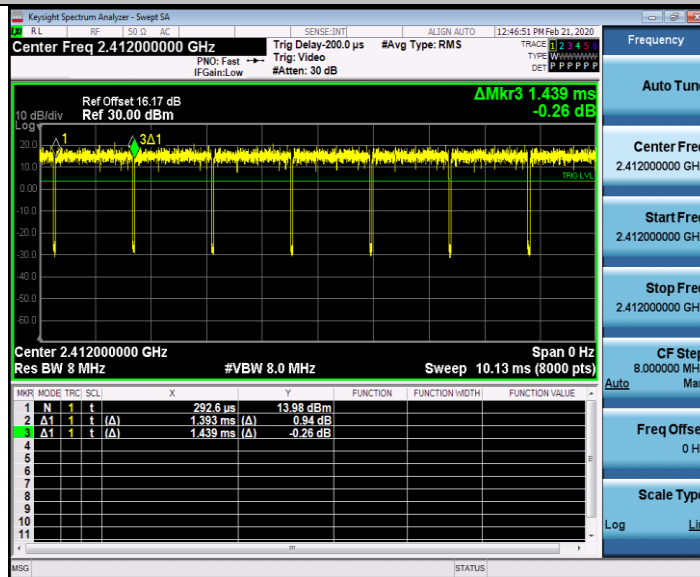 Keysight Spectrum Analyzer - Swept SA
RL RF 50 Ω AC SENSE:INT ALIGN AUTO 12:46:51 PM Feb 21, 2020
Center Freq 2.412000000 GHz
PNO: Fast
IFGain:Low
Trig Delay-200.0 µs
Trig: Video
#Atten: 30 dB
#Avg Type: RMS
TRACE 1 2 3 4 5 6
TYPE W
DET P P P P P P
Ref Offset 16.17 dB
10 dB/div Ref 30.00 dBm
Log
ΔMkr3 1.439 ms
-0.26 dB
20.0
10.0
0.00
-10.0
-20.0
-30.0
-40.0
-50.0
-60.0
1
3Δ1
TRIG LVL
Center 2.412000000 GHz Span 0 Hz
Res BW 8 MHz #VBW 8.0 MHz Sweep 10.13 ms (8000 pts)
MKR MODE TRC SCL X Y FUNCTION FUNCTION WIDTH FUNCTION VALUE
1 N 1 t 292.6 µs 13.98 dBm
2 Δ1 1 t (Δ) 1.393 ms (Δ) 0.94 dB
3 Δ1 1 t (Δ) 1.439 ms (Δ) -0.26 dB
4
5
6
7
8
9
10
11
MSG STATUS
Frequency
Auto Tun
Center Fre
2.412000000 GH
Start Fre
2.412000000 GH
Stop Fre
2.412000000 GH
CF Step
8.000000 MH
Auto Ma
Freq Offse
0 H
Scale Type
Log Li